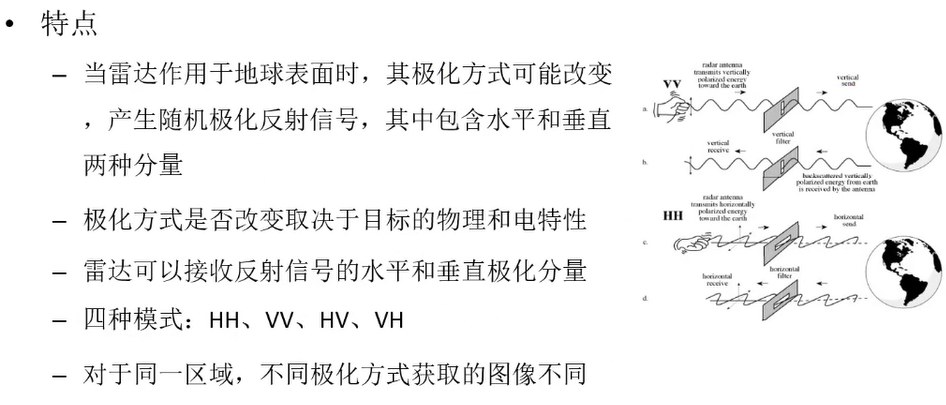 • 特点
– 当雷达作用于地球表面时，其极化方式可能改变
，产生随机极化反射信号，其中包含水平和垂直
两种分量
– 极化方式是否改变取决于目标的物理和电特性
– 雷达可以接收反射信号的水平和垂直极化分量
– 四种模式：HH、VV、HV、VH
– 对于同一区域，不同极化方式获取的图像不同
VV
radar antenna
transmits vertically
polarized energy
toward the earth
vertical
send
a.
vertical
filter
vertical
receive
b.
backscattered vertically
polarized energy from earth
is received by the antenna
HH
radar antenna
transmits horizontally
polarized energy
toward the earth
horizontal
send
c.
horizontal
filter
horizontal
receive
d.